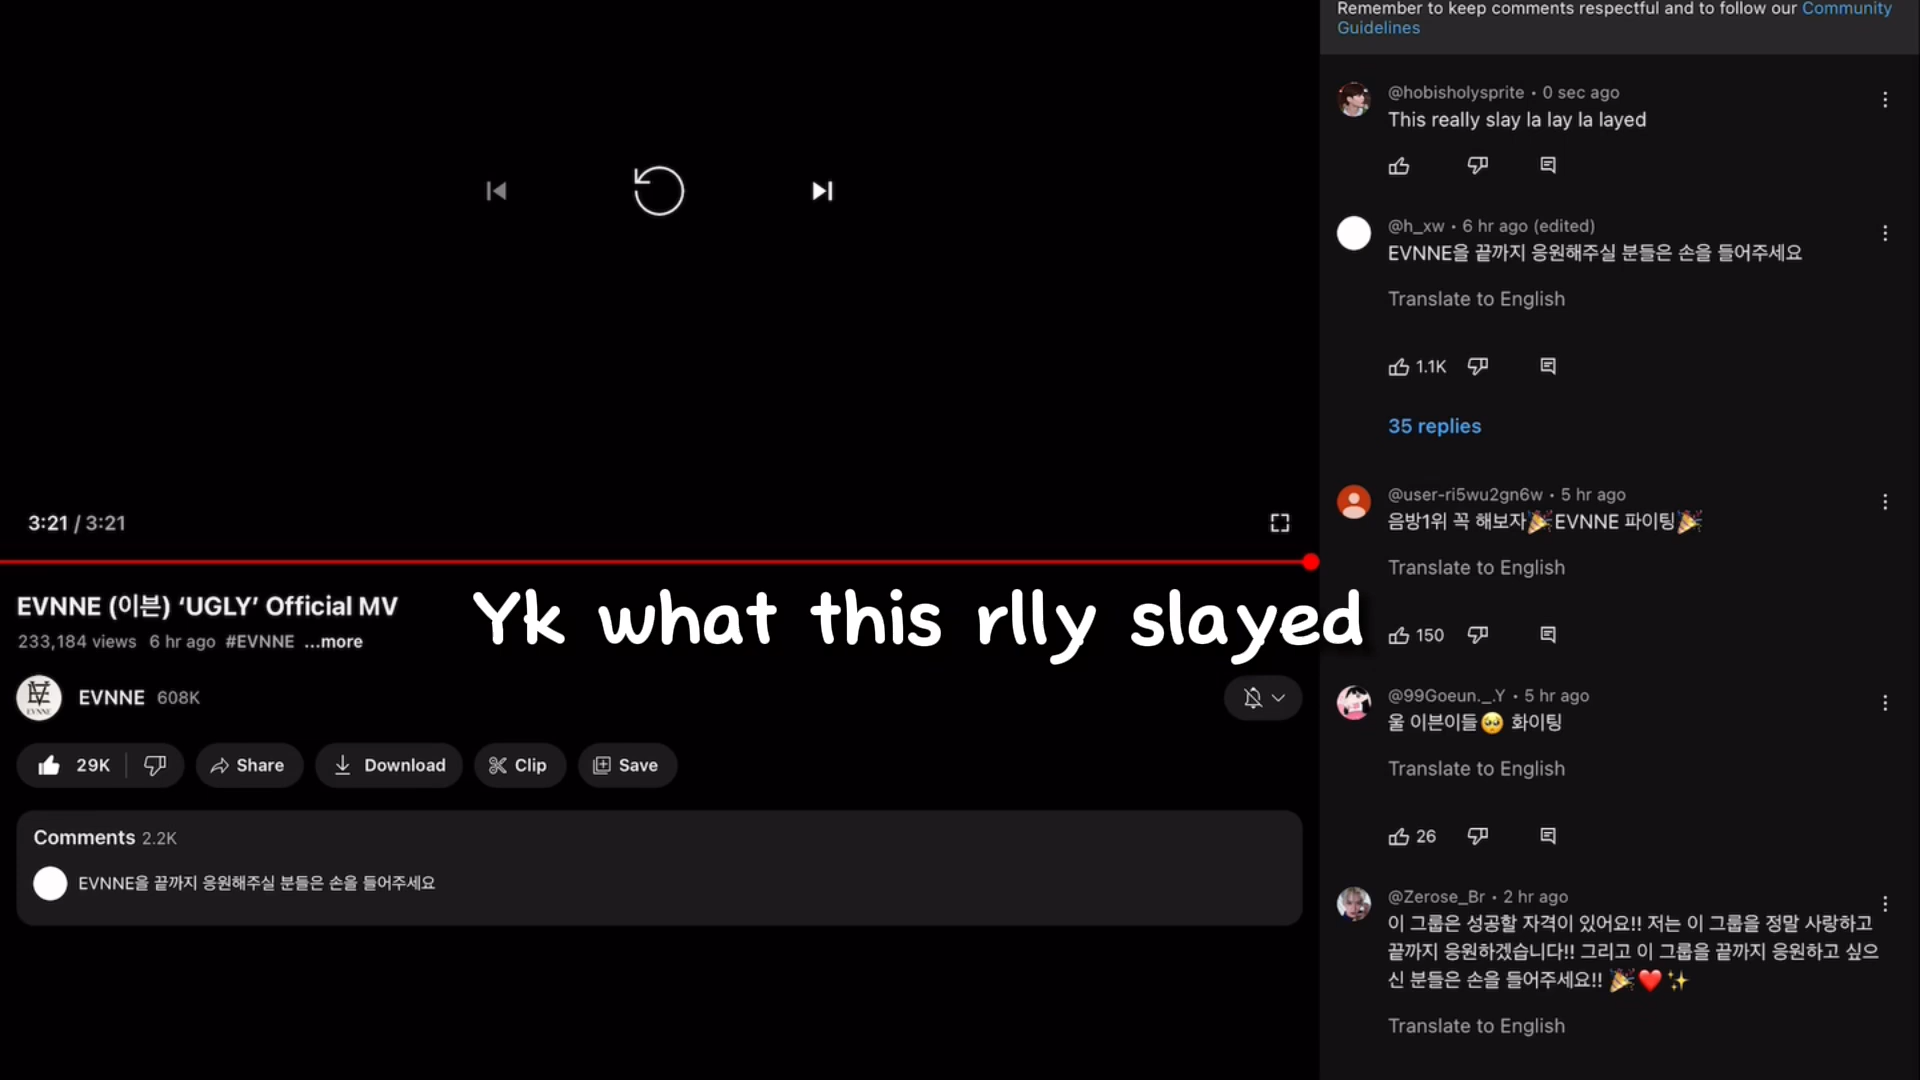 Remember to keep comments respectful and to follow our Community
Guidelines
@hobisholysprite • 0 sec ago
This really slay la lay la layed
@h_xw • 6 hr ago (edited)
EVNNE을 끝까지 응원해주실 분들은 손을 들어주세요
Translate to English
1.1K
35 replies
@user-ri5wu2gn6w • 5 hr ago
음방1위 꼭 해보자🎉EVNNE 파이팅🎉
Translate to English
150
@99Goeun._.Y • 5 hr ago
울 이븐이들🥺 화이팅
Translate to English
26
@Zerose_Br • 2 hr ago
이 그룹은 성공할 자격이 있어요!! 저는 이 그룹을 정말 사랑하고
끝까지 응원하겠습니다!! 그리고 이 그룹을 끝까지 응원하고 싶으
신 분들은 손을 들어주세요!! 🎉❤️✨
Translate to English
3:21 / 3:21
EVNNE (이븐) ‘UGLY’ Official MV
233,184 views 6 hr ago #EVNNE ...more
Yk what this rlly slayed
EVNNE
EVNNE 608K
29K Share Download Clip Save
Comments 2.2K
EVNNE을 끝까지 응원해주실 분들은 손을 들어주세요